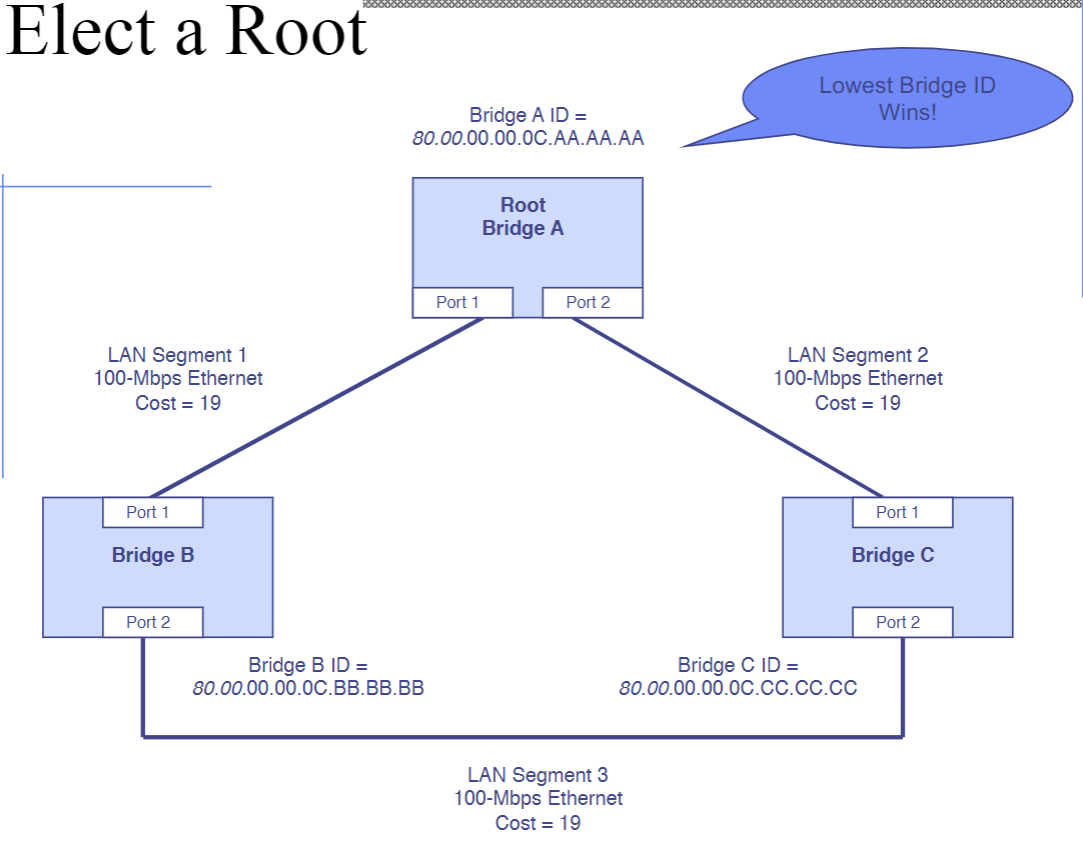 Elect a Root
Lowest Bridge ID
Wins!
Bridge A ID =
80.00.00.00.0C.AA.AA.AA
Root
Bridge A
Port 1
Port 2
LAN Segment 1
100-Mbps Ethernet
Cost = 19
LAN Segment 2
100-Mbps Ethernet
Cost = 19
Port 1
Bridge B
Port 2
Port 1
Bridge C
Port 2
Bridge B ID =
80.00.00.00.0C.BB.BB.BB
Bridge C ID =
80.00.00.00.0C.CC.CC.CC
LAN Segment 3
100-Mbps Ethernet
Cost = 19